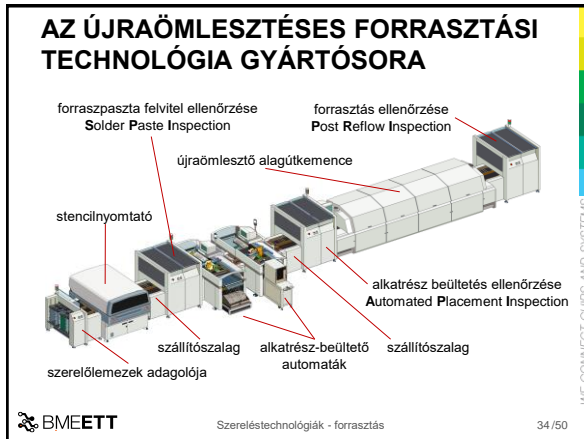 AZ ÚJRAÖMLESZTÉSES FORRASZTÁSI
TECHNOLÓGIA GYÁRTÓSORA
forraszpaszta felvitel ellenőrzése
Solder Paste Inspection
forrasztás ellenőrzése
Post Reflow Inspection
újraömlesztő alagútkemence
stencilnyomtató
alkatrész beültetés ellenőrzése
Automated Placement Inspection
szállítószalag
alkatrész-beültető
automaták
szállítószalag
szerelőlemezek adagolója
BMEETT
Szereléstechnológiák - forrasztás
34/50